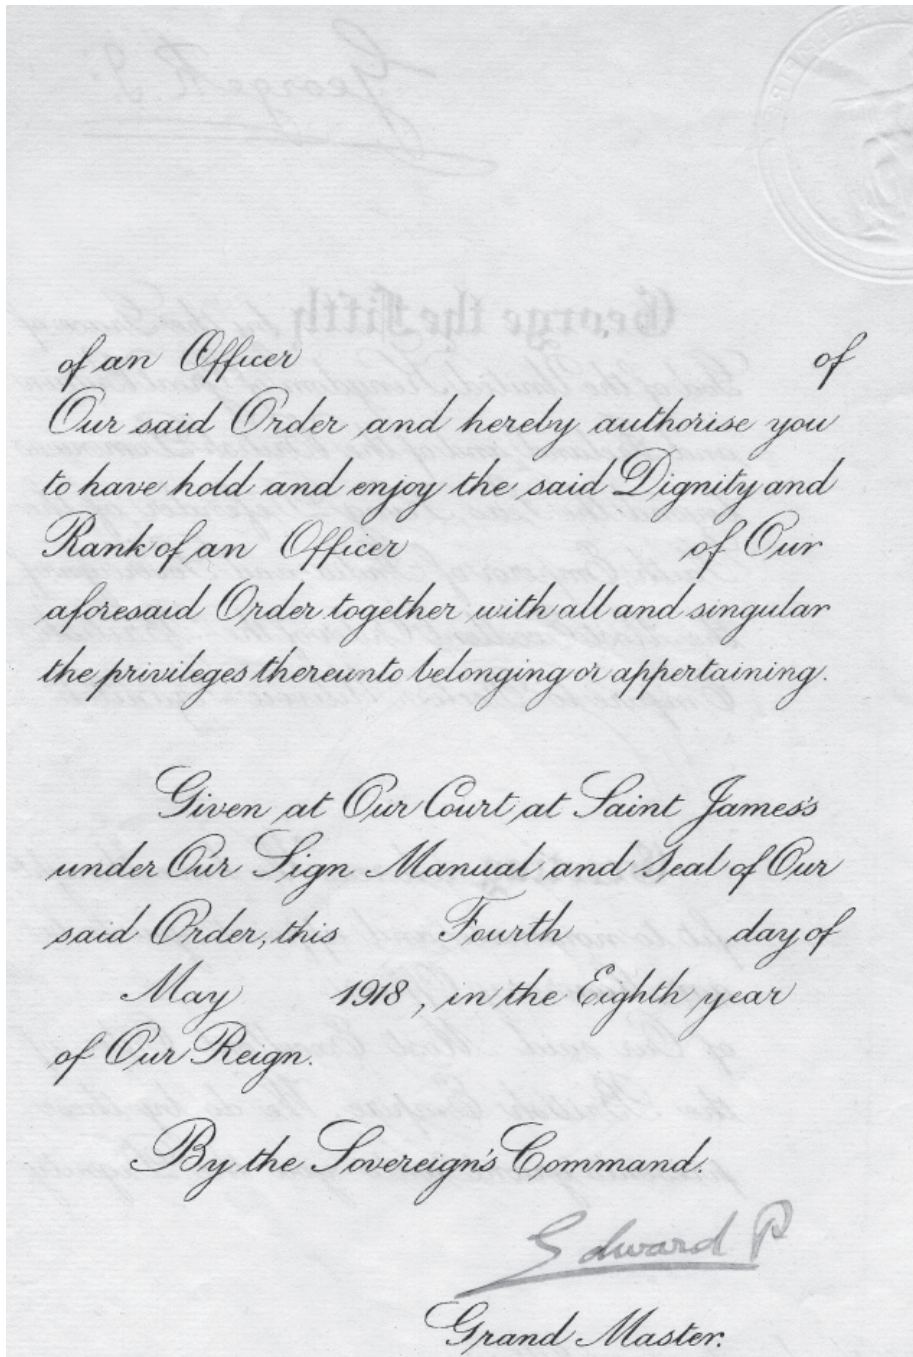 of an Officer of
Our said Order and hereby authorise you
to have hold and enjoy the said Dignity and
Rank of an Officer of Our
aforesaid Order together with all and singular
the privileges thereunto belonging or appertaining.
Given at Our Court at Saint James's
under Our Sign Manual and Seal of Our
said Order, this Fourth day of
May 1918, in the Eighth year
of Our Reign.
By the Sovereign's Command.
Edward P
Grand Master.